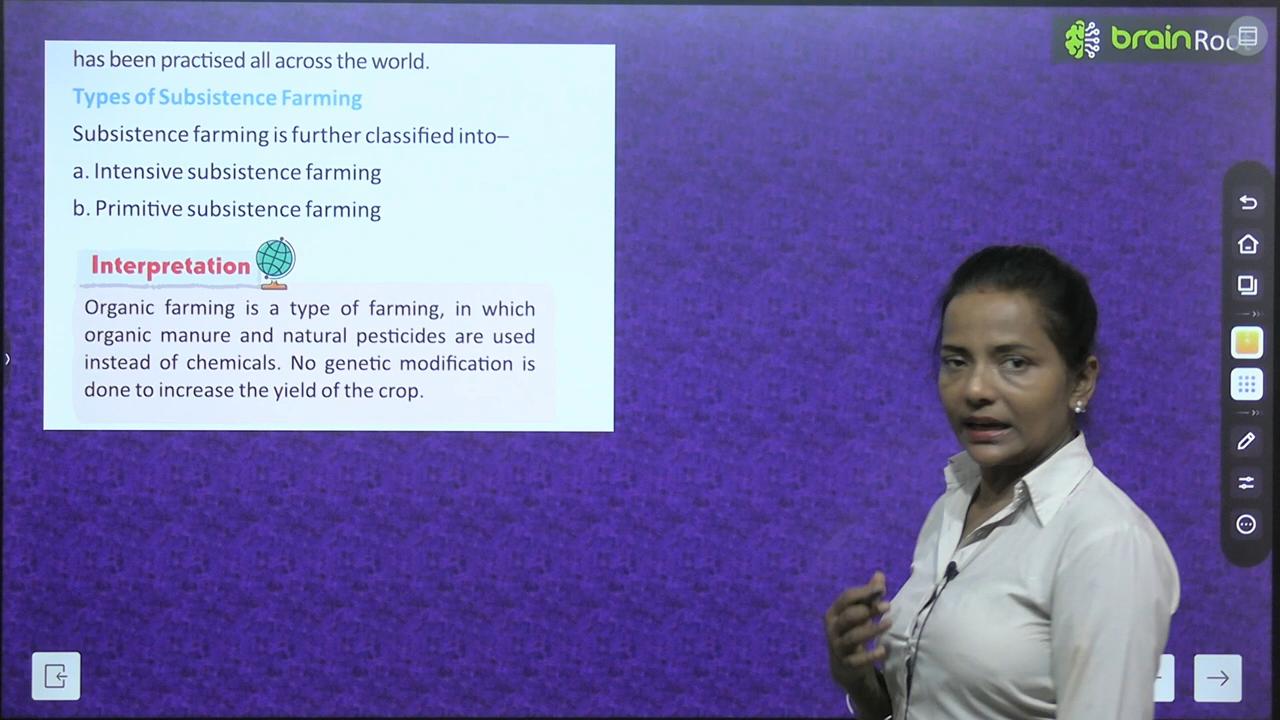 has been practised all across the world.
Types of Subsistence Farming
Subsistence farming is further classified into–
a. Intensive subsistence farming
b. Primitive subsistence farming
Interpretation
Organic farming is a type of farming, in which
organic manure and natural pesticides are used
instead of chemicals. No genetic modification is
done to increase the yield of the crop.
brain